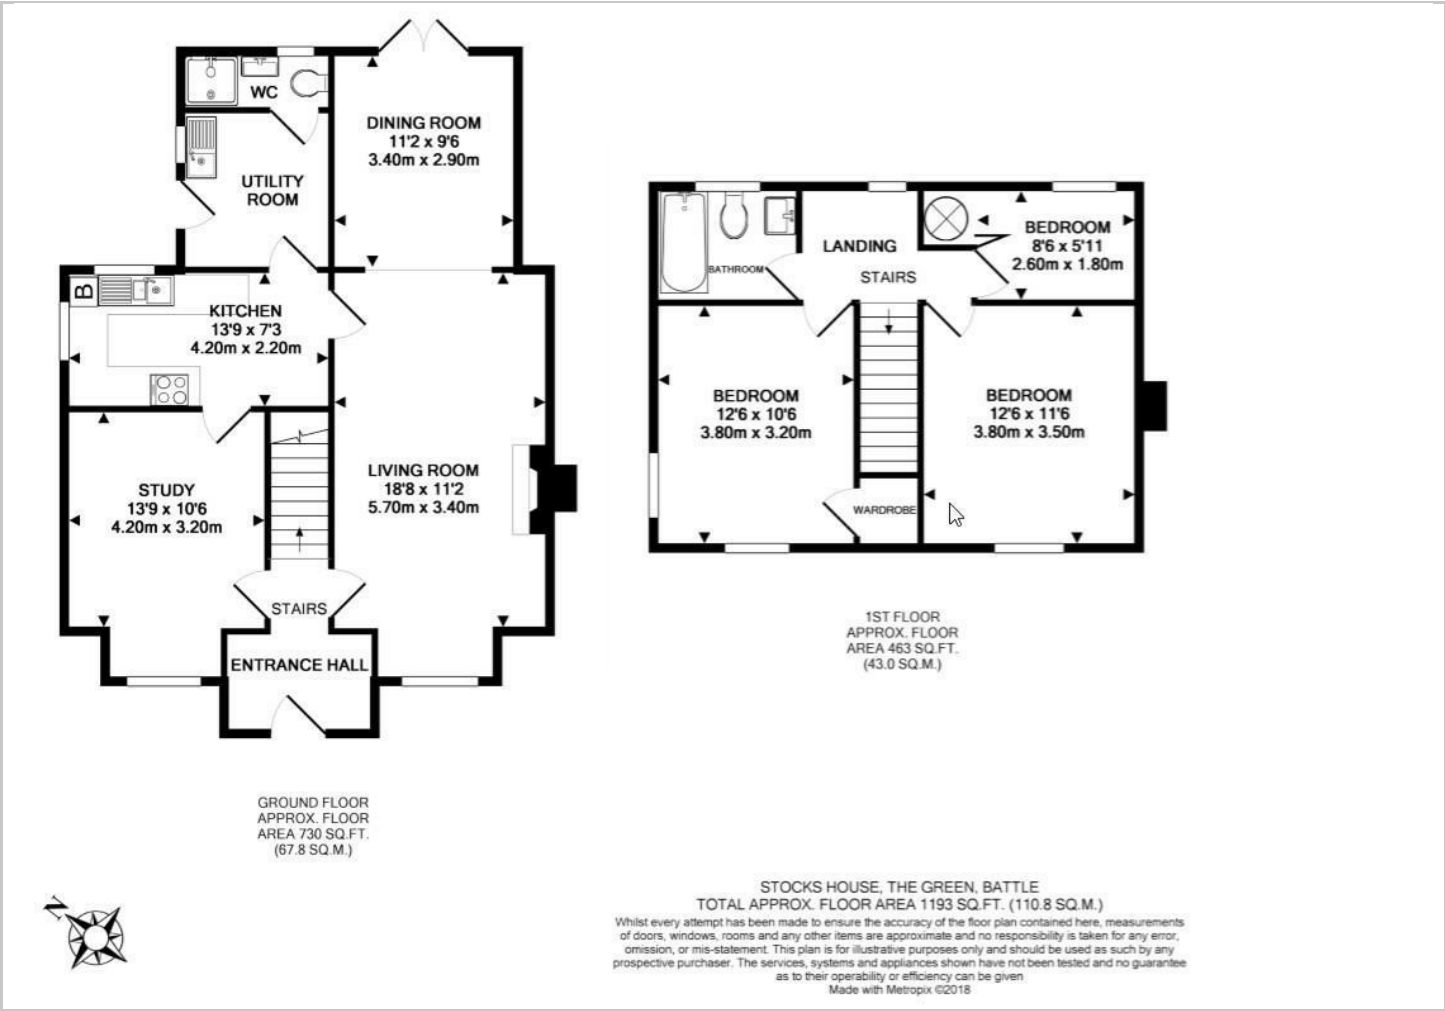 WC
DINING ROOM
11'2 x 9'6
3.40m x 2.90m
UTILITY
ROOM
B
KITCHEN
13'9 x 7'3
4.20m x 2.20m
STUDY
13'9 x 10'6
4.20m x 3.20m
LIVING ROOM
18'8 x 11'2
5.70m x 3.40m
STAIRS
ENTRANCE HALL
GROUND FLOOR
APPROX. FLOOR
AREA 730 SQ.FT.
(67.8 SQ.M.)
BATHROOM
LANDING
STAIRS
BEDROOM
8'6 x 5'11
2.60m x 1.80m
BEDROOM
12'6 x 10'6
3.80m x 3.20m
BEDROOM
12'6 x 11'6
3.80m x 3.50m
WARDROBE
1ST FLOOR
APPROX. FLOOR
AREA 463 SQ.FT.
(43.0 SQ.M.)
N
STOCKS HOUSE, THE GREEN, BATTLE
TOTAL APPROX. FLOOR AREA 1193 SQ.FT. (110.8 SQ.M.)
Whilst every attempt has been made to ensure the accuracy of the floor plan contained here, measurements
of doors, windows, rooms and any other items are approximate and no responsibility is taken for any error,
omission, or mis-statement. This plan is for illustrative purposes only and should be used as such by any
prospective purchaser. The services, systems and appliances shown have not been tested and no guarantee
as to their operability or efficiency can be given
Made with Metropix ©2018